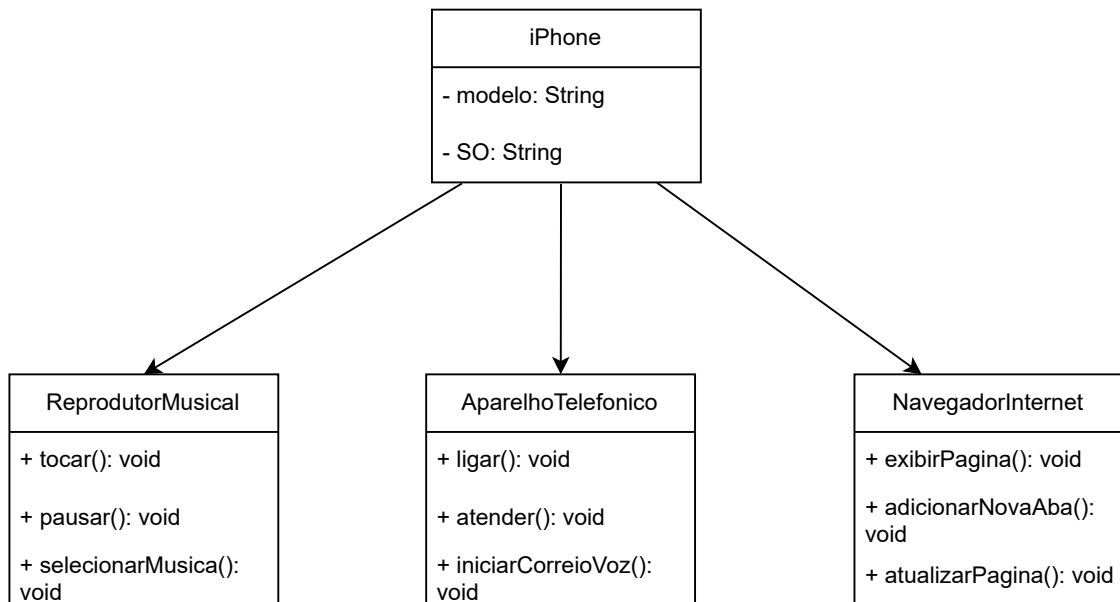 iPhone
- modelo: String
- SO: String
ReprodutorMusical
+ tocar(): void
+ pausar(): void
+ selecionarMusica():
void
AparelhoTelefonico
+ ligar(): void
+ atender(): void
+ iniciarCorreioVoz():
void
NavegadorInternet
+ exibirPagina(): void
+ adicionarNovaAba():
void
+ atualizarPagina(): void